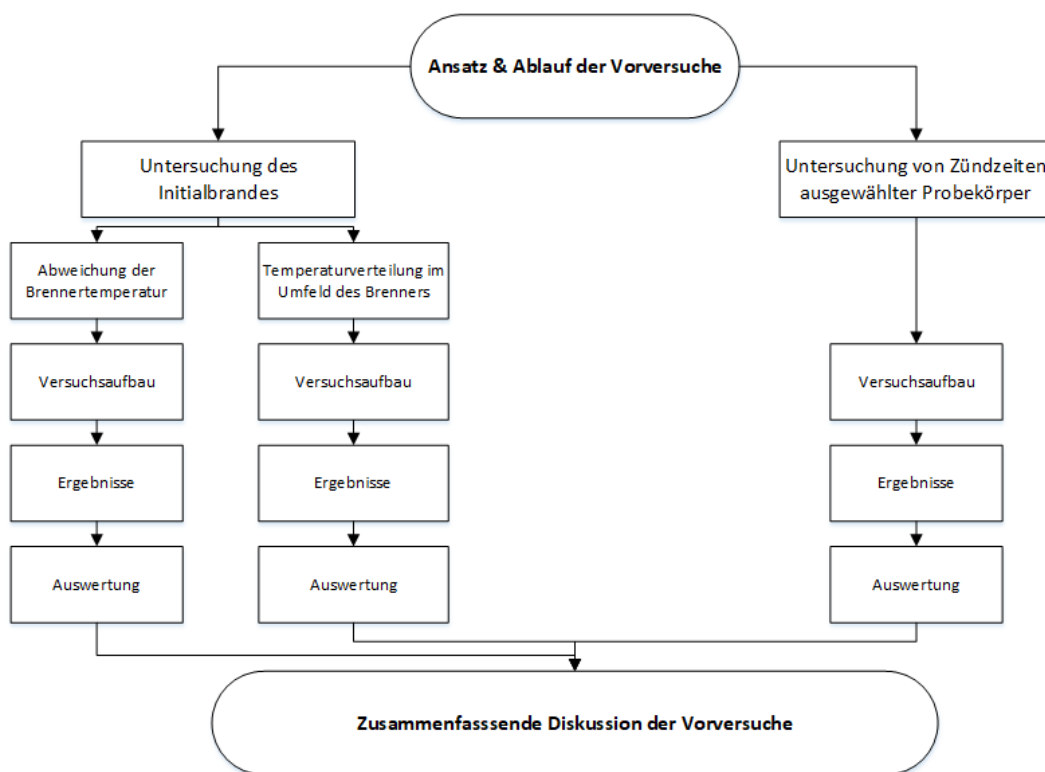 Ansatz & Ablauf der Vorversuche
Untersuchung des
Initialbrandes
Untersuchung von Zündzeiten
ausgewählter Probekörper
Abweichung der
Brennertemperatur
Temperaturverteilung im
Umfeld des Brenners
Versuchsaufbau
Versuchsaufbau
Versuchsaufbau
Ergebnisse
Ergebnisse
Ergebnisse
Auswertung
Auswertung
Auswertung
Zusammenfasssende Diskussion der Vorversuche